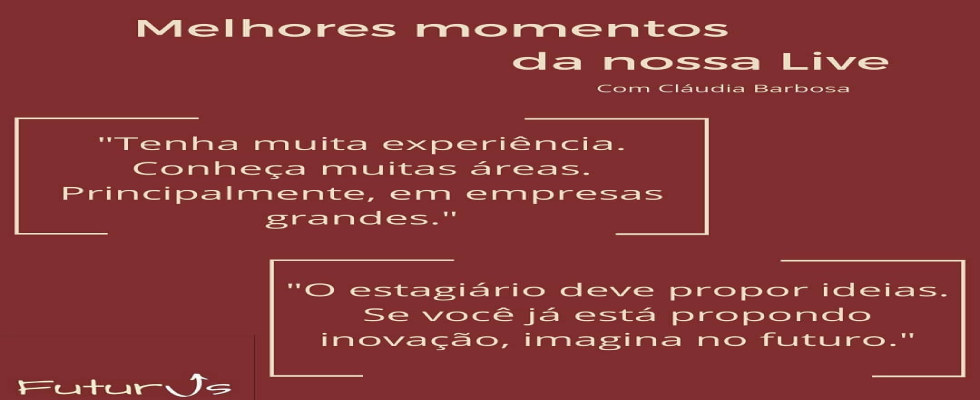 Melhores momentos
da nossa Live
Com Cláudia Barbosa
"Tenha muita experiência.
Conheça muitas áreas.
Principalmente, em empresas
grandes."
"O estagiário deve propor ideias.
Se você já está propondo
inovação, imagina no futuro."
Futurus